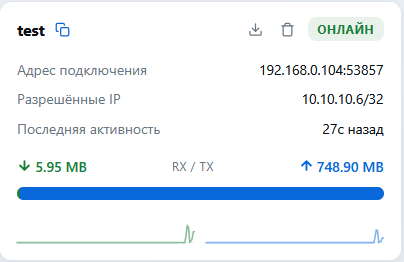 test ОНЛАЙН
Адрес подключения 192.168.0.104:53857
Разрешённые IP 10.10.10.6/32
Последняя активность 27с назад
5.95 MB RX / TX 748.90 MB